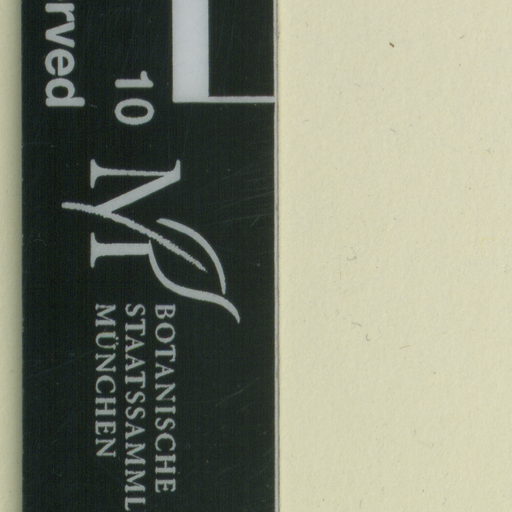 rved
10
BOTANISCHE
STAATSSAMML
MÜNCHEN